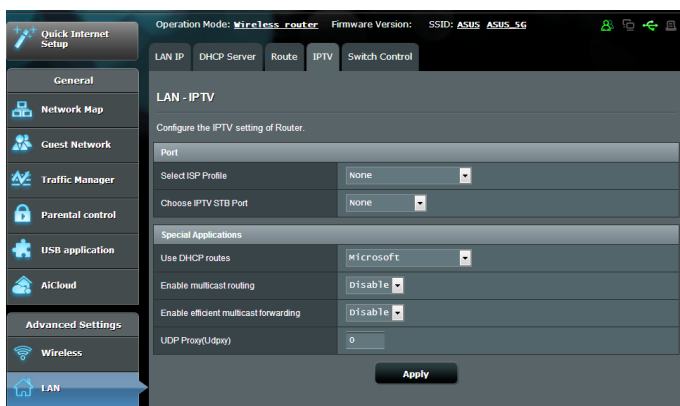 Quick Internet
Setup
General
Network Map
Guest Network
Traffic Manager
Parental control
USB application
AiCloud
Advanced Settings
Wireless
LAN
Operation Mode: Wireless router Firmware Version: SSID: ASUS ASUS_5G
LAN IP DHCP Server Route IPTV Switch Control
LAN - IPTV
Configure the IPTV setting of Router.
Port
Select ISP Profile None
Choose IPTV STB Port None
Special Applications
Use DHCP routes Microsoft
Enable multicast routing Disable
Enable efficient multicast forwarding Disable
UDP Proxy(Udpxy) 0
Apply